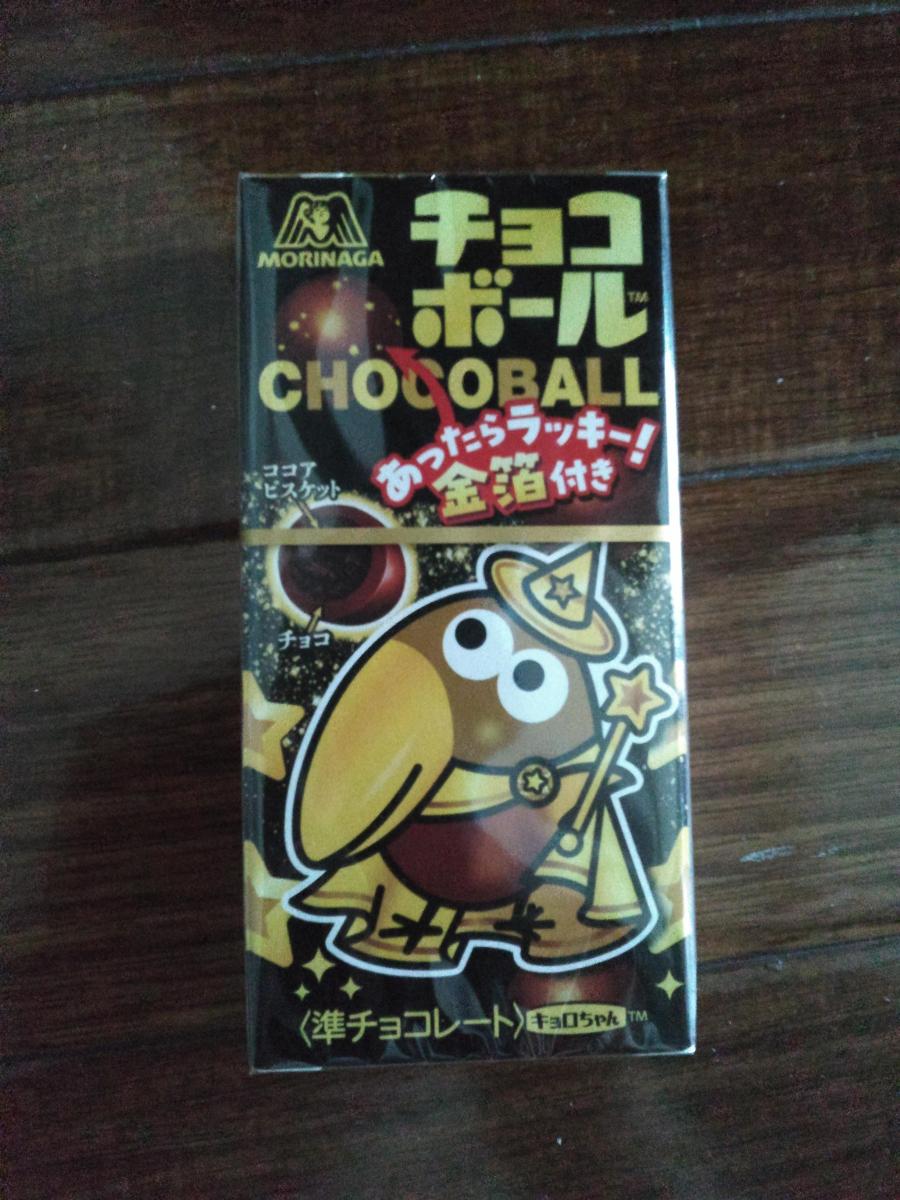 MORINAGA
チョコ
ボール™
CHOCOBALL
あったらラッキー!
金箔付き
ココア
ビスケット
チョコ
〈準チョコレート〉キョロちゃん™